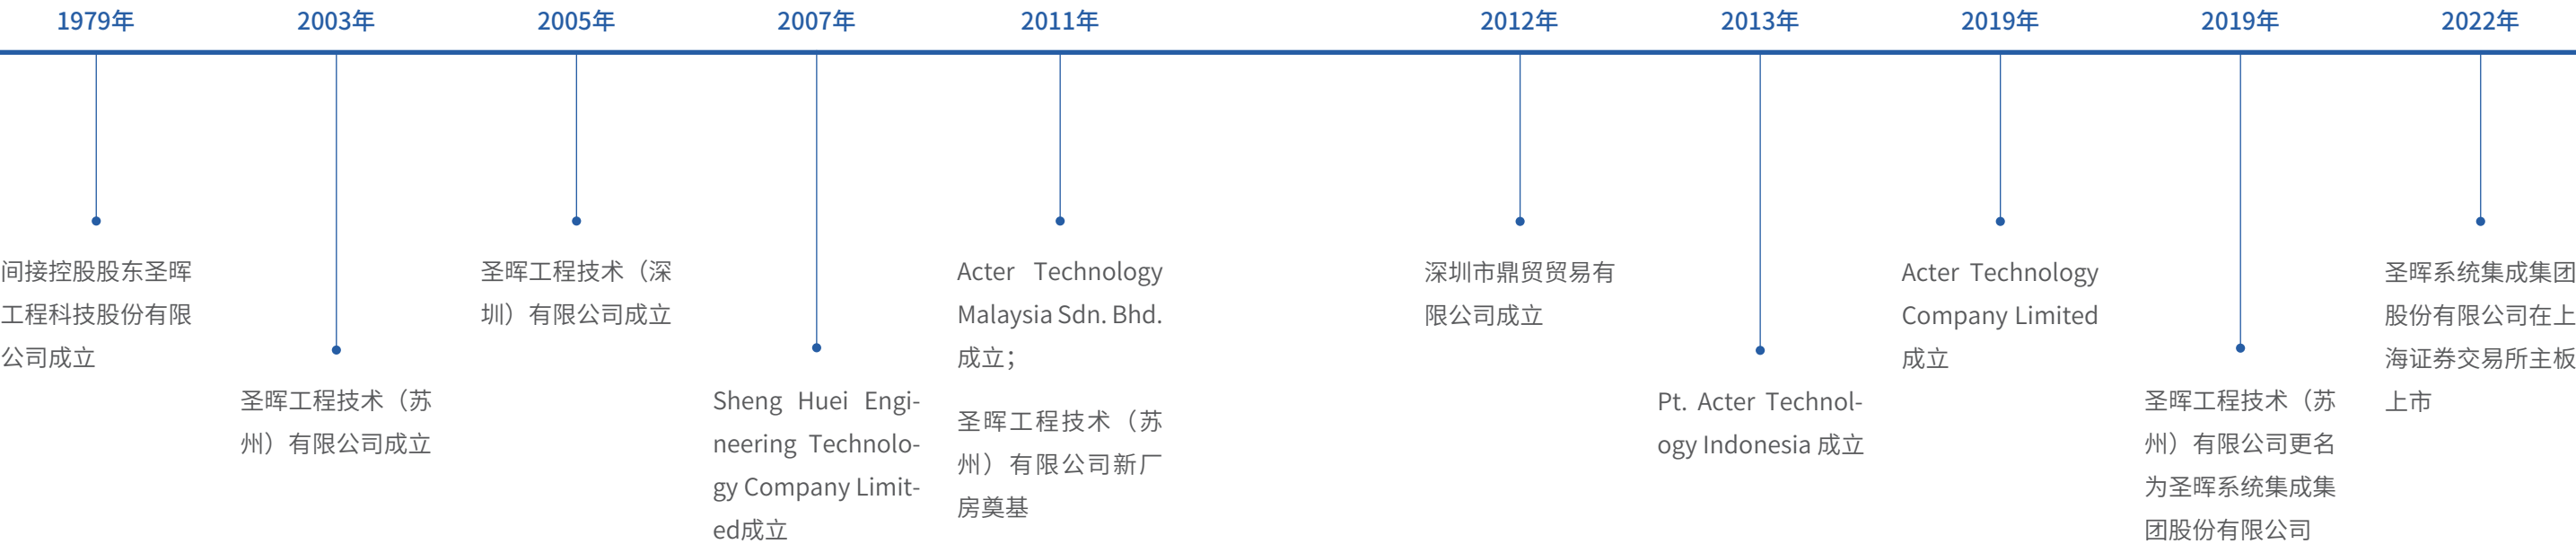 1979年
间接控股股东圣晖
工程科技股份有限
公司成立
2003年
圣晖工程技术（苏
州）有限公司成立
2005年
圣晖工程技术（深
圳）有限公司成立
2007年
Sheng Huei Engi-
neering Technolo-
gy Company Limit-
ed成立
2011年
Acter Technology
Malaysia Sdn. Bhd.
成立；
圣晖工程技术（苏
州）有限公司新厂
房奠基
2012年
深圳市鼎贸贸易有
限公司成立
2013年
Pt. Acter Technol-
ogy Indonesia 成立
2019年
Acter Technology
Company Limited
成立
2019年
圣晖工程技术（苏
州）有限公司更名
为圣晖系统集成集
团股份有限公司
2022年
圣晖系统集成集团
股份有限公司在上
海证券交易所主板
上市